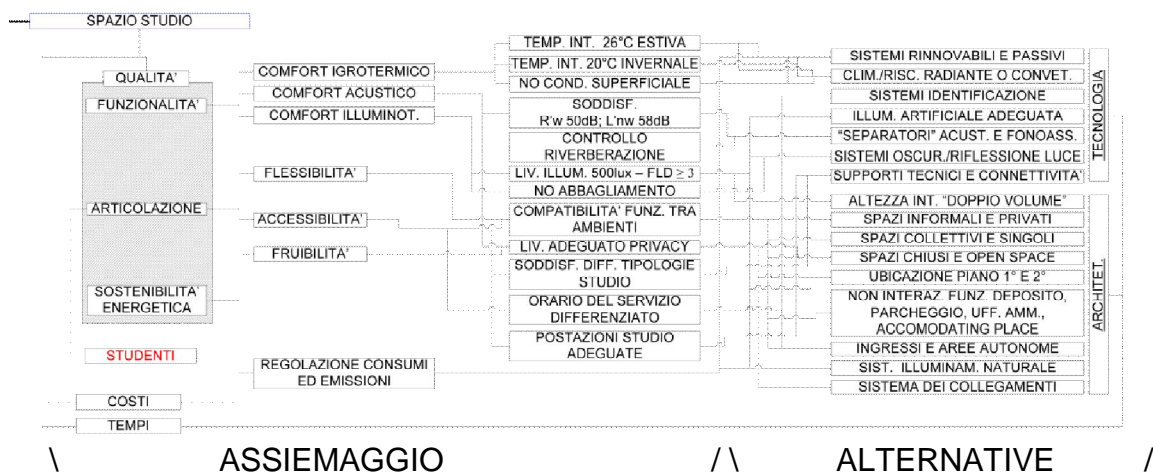 SPAZIO STUDIO
QUALITA'
FUNZIONALITA'
ARTICOLAZIONE
SOSTENIBILITA'
ENERGETICA
STUDENTI
COSTI
TEMPI
COMFORT IGROTERMICO
COMFORT ACUSTICO
COMFORT ILLUMINOT.
FLESSIBILITA'
ACCESSIBILITA'
FRUIBILITA'
REGOLAZIONE CONSUMI
ED EMISSIONI
TEMP. INT. 26°C ESTIVA
TEMP. INT. 20°C INVERNALE
NO COND. SUPERFICIALE
SODDISF.
R'w 50dB; L'nw 58dB
CONTROLLO
RIVERBERAZIONE
LIV. ILLUM. 500lux – FLD ≥ 3
NO ABBAGLIAMENTO
COMPATIBILITA' FUNZ. TRA
AMBIENTI
LIV. ADEGUATO PRIVACY
SODDISF. DIFF. TIPOLOGIE
STUDIO
ORARIO DEL SERVIZIO
DIFFERENZIATO
POSTAZIONI STUDIO
ADEGUATE
SISTEMI RINNOVABILI E PASSIVI
CLIM./RISC. RADIANTE O CONVET.
SISTEMI IDENTIFICAZIONE
ILLUM. ARTIFICIALE ADEGUATA
"SEPARATORI" ACUST. E FONOASS.
SISTEMI OSCUR./RIFLESSIONE LUCE
SUPPORTI TECNICI E CONNETTIVITA'
TECNOLOGIA
ALTEZZA INT. "DOPPIO VOLUME"
SPAZI INFORMALI E PRIVATI
SPAZI COLLETTIVI E SINGOLI
SPAZI CHIUSI E OPEN SPACE
UBICAZIONE PIANO 1° E 2°
NON INTERAZ. FUNZ. DEPOSITO,
PARCHEGGIO, UFF. AMM.,
ACCOMODATING PLACE
INGRESSI E AREE AUTONOME
SIST. ILLUMINAM. NATURALE
SISTEMA DEI COLLEGAMENTI
ARCHITET.
\ ASSIEMAGGIO / \ ALTERNATIVE /